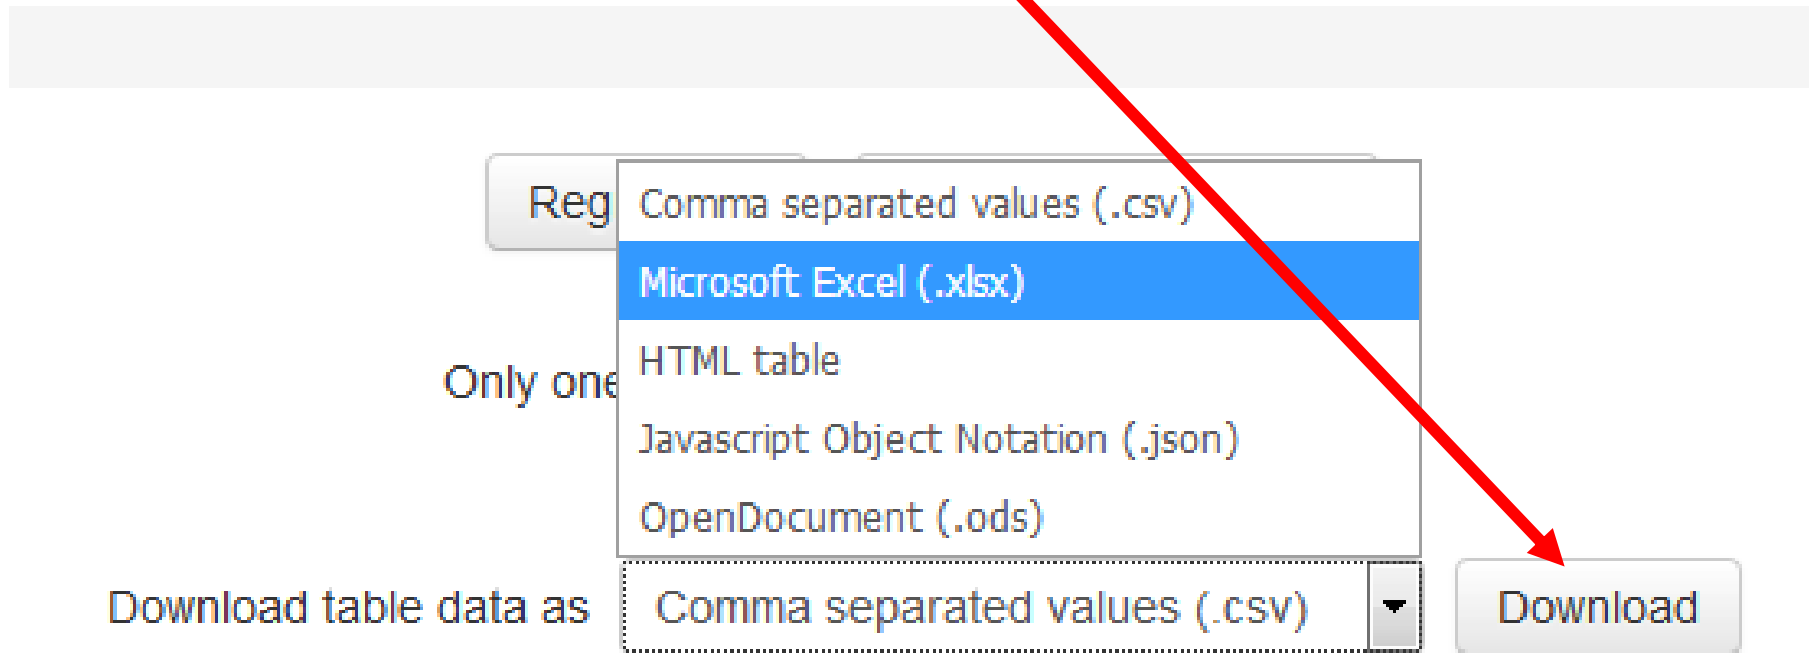 Reg
Comma separated values (.csv)
Microsoft Excel (.xlsx)
HTML table
Only one
Javascript Object Notation (.json)
OpenDocument (.ods)
Download table data as Comma separated values (.csv) Download